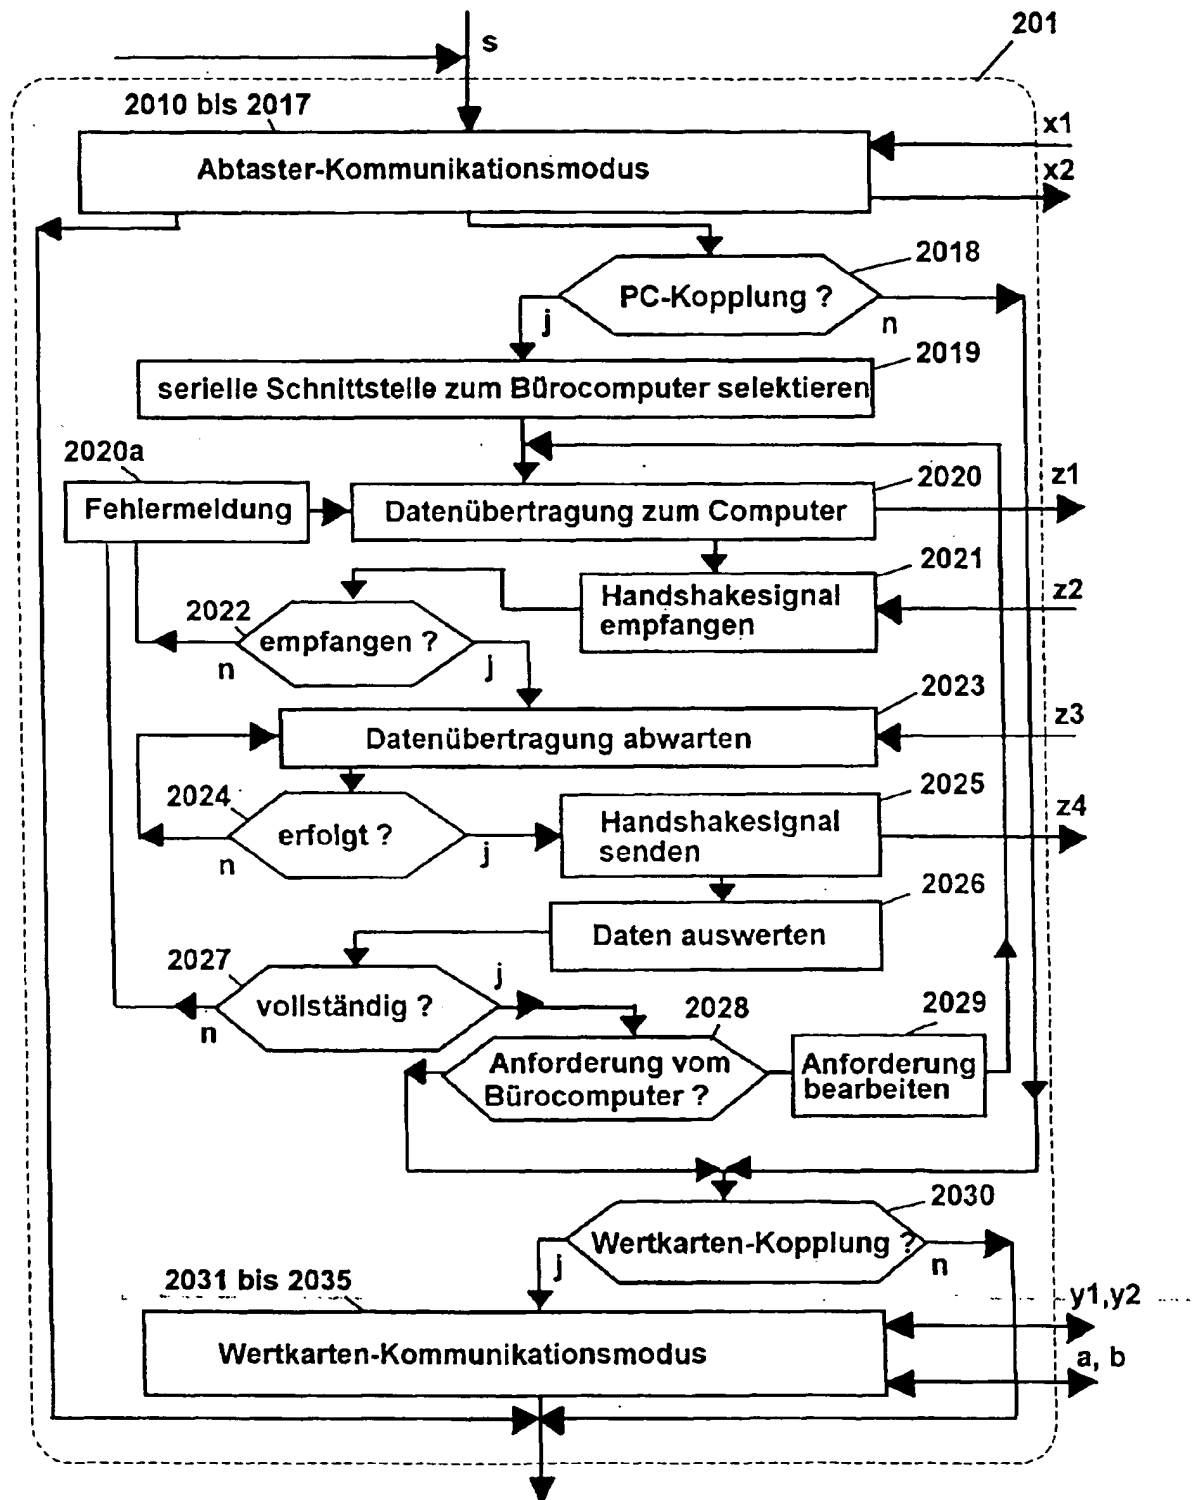 201
s
2010 bis 2017
x1
Abtaster-Kommunikationsmodus
x2
2018
PC-Kopplung ?
j
n
2019
serielle Schnittstelle zum Bürocomputer selektieren
2020a
2020
z1
Fehlermeldung
Datenübertragung zum Computer
2021
z2
Handshakesignal
empfangen
2022
empfangen ?
n
j
2023
z3
Datenübertragung abwarten
2024
2025
z4
erfolgt ?
Handshakesignal
senden
n
j
2026
Daten auswerten
2027
j
vollständig ?
n
2028
2029
Anforderung vom
Bürocomputer ?
Anforderung
bearbeiten
2030
Wertkarten-Kopplung ?
j
n
2031 bis 2035
y1,y2
Wertkarten-Kommunikationsmodus
a, b